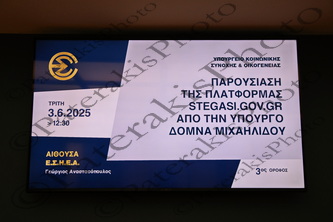 ΥΠΟΥΡΓΕΙΟ ΚΟΙΝΩΝΙΚΗΣ
ΣΥΝΟΧΗΣ & ΟΙΚΟΓΕΝΕΙΑΣ
ΤΡΙΤΗ
3.6.2025
12:30
ΠΑΡΟΥΣΙΑΣΗ
ΤΗΣ ΠΛΑΤΦΟΡΜΑΣ
STEGASI.GOV.GR
ΑΠΟ ΤΗΝ ΥΠΟΥΡΓΟ
ΔΟΜΝΑ ΜΙΧΑΗΛΙΔΟΥ
ΑΙΘΟΥΣΑ
Ε.Σ.Η.Ε.Α.
Γεώργιος Αναστασόπουλος
3ος ΟΡΟΦΟΣ
© PaterakisPhoto